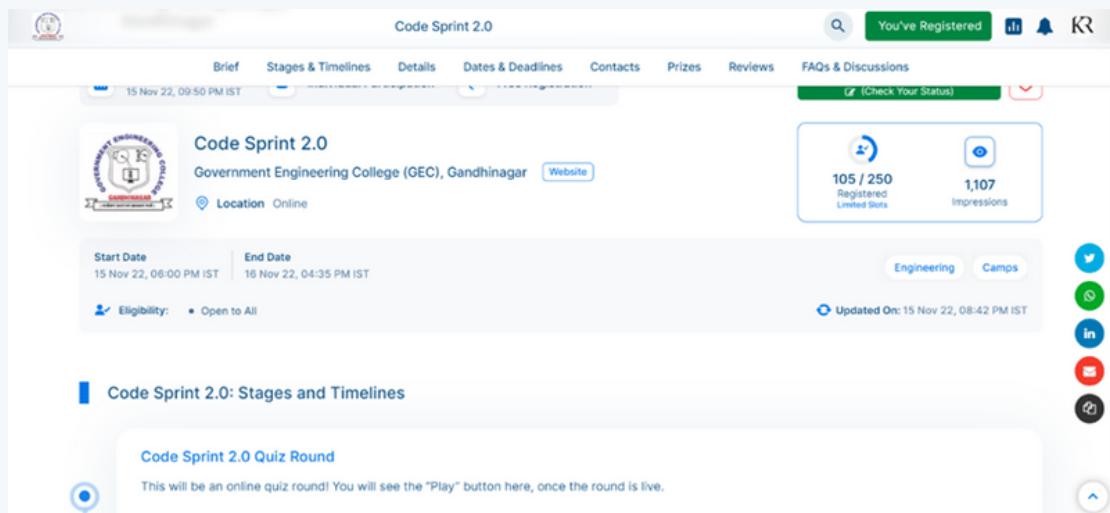 Code Sprint 2.0
You've Registered
KR
Brief Stages & Timelines Details Dates & Deadlines Contacts Prizes Reviews FAQs & Discussions
15 Nov 22, 09:50 PM IST
(Check Your Status)
Code Sprint 2.0
Government Engineering College (GEC), Gandhinagar Website
Location Online
105 / 250
Registered
Limited Slots
1,107
Impressions
Start Date
15 Nov 22, 06:00 PM IST
End Date
16 Nov 22, 04:35 PM IST
Engineering Camps
Eligibility: • Open to All
Updated On: 15 Nov 22, 08:42 PM IST
Code Sprint 2.0: Stages and Timelines
Code Sprint 2.0 Quiz Round
This will be an online quiz round! You will see the "Play" button here, once the round is live.